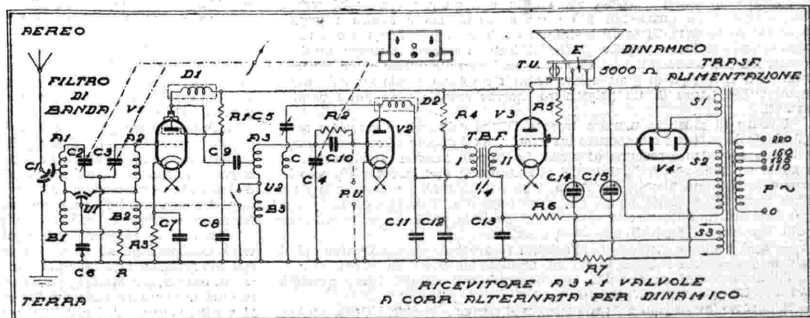 AEREO
FILTRO
DI
BANDA
V1
D1
C1
A1
C2
C3
A2
U1
B1
B2
C6
R
R3
C7
C8
R1
C5
C9
A3
U2
B3
C
C4
R2
C10
P.U.
V2
D2
C11
C12
R4
I
T.B.F.
II
1/4
C13
V3
R5
R6
T.U.
E
DINAMICO
5000 Ω
C14
C15
R7
V4
TRASF.
ALIMENTAZIONE
S1
S2
S3
220
160
110
P ~
0
TERRA
RICEVITORE A 3 + 1 VALVOLE
A CORR ALTERNATA PER DINAMICO